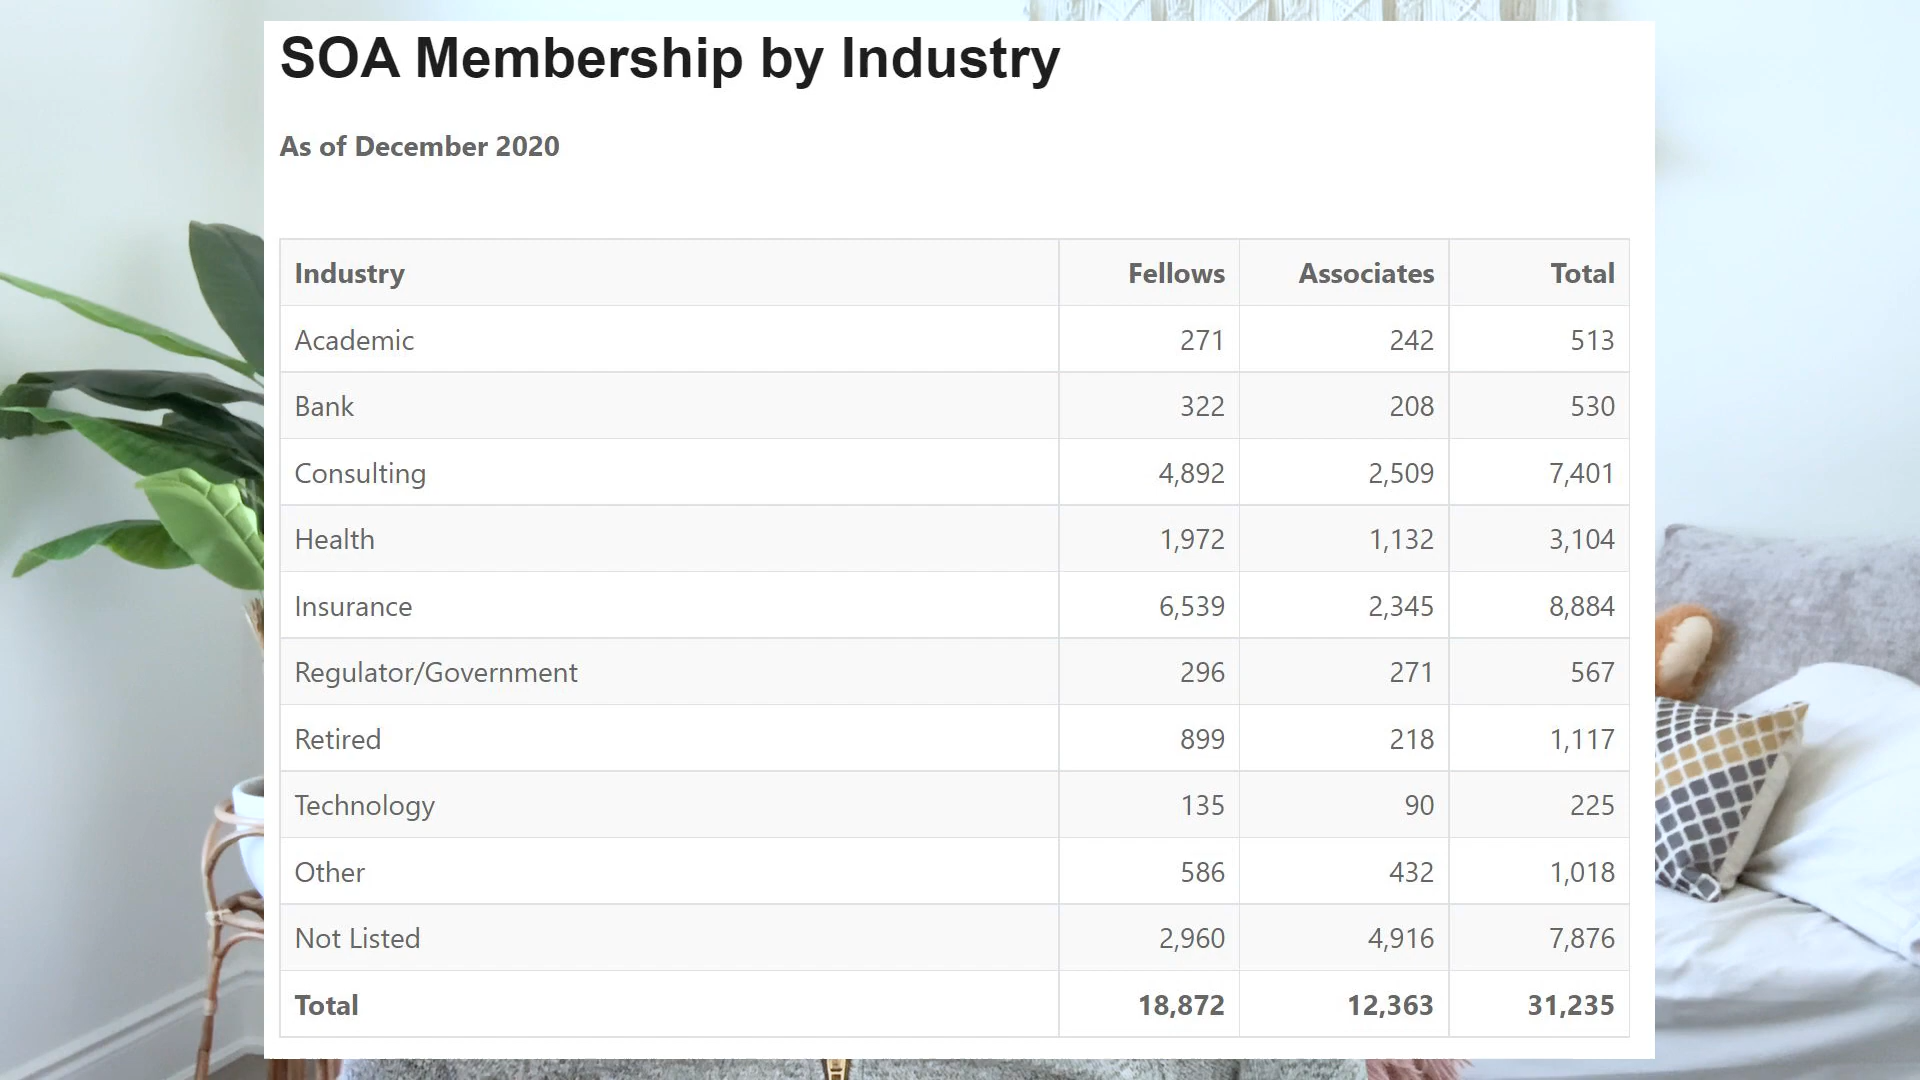 SOA Membership by Industry
As of December 2020
Industry Fellows Associates Total
Academic 271 242 513
Bank 322 208 530
Consulting 4,892 2,509 7,401
Health 1,972 1,132 3,104
Insurance 6,539 2,345 8,884
Regulator/Government 296 271 567
Retired 899 218 1,117
Technology 135 90 225
Other 586 432 1,018
Not Listed 2,960 4,916 7,876
Total 18,872 12,363 31,235